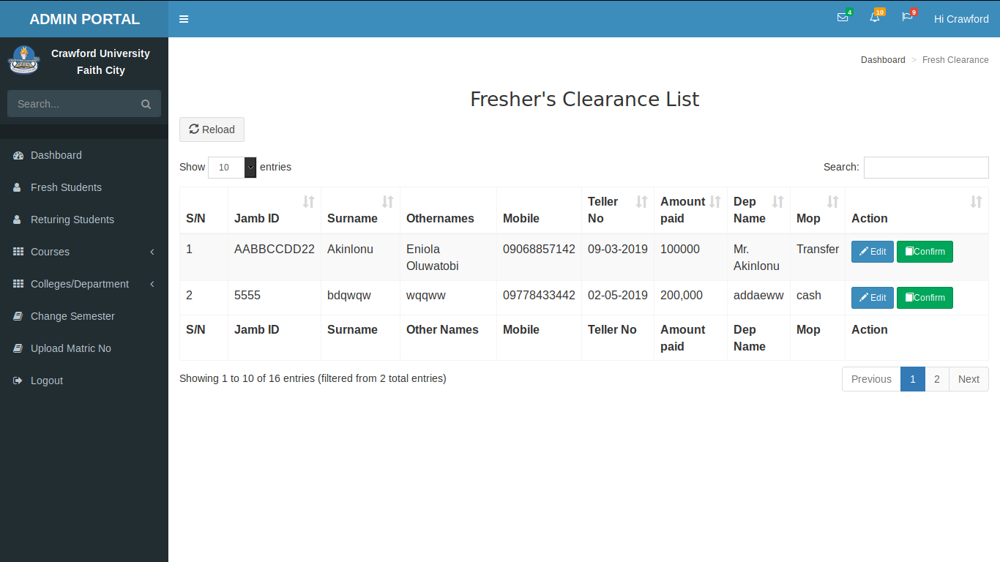 ADMIN PORTAL
4
10
9
Hi Crawford
Crawford University
Faith City
Search...
Dashboard
Fresh Students
Returing Students
Courses
Colleges/Department
Change Semester
Upload Matric No
Logout
Dashboard > Fresh Clearance
Fresher's Clearance List
Reload
Show 10 entries
Search:
S/N Jamb ID Surname Othernames Mobile Teller No Amount paid Dep Name Mop Action
1 AABBCCDD22 Akinlonu Eniola Oluwatobi 09068857142 09-03-2019 100000 Mr. Akinlonu Transfer Edit Confirm
2 5555 bdqwqw wqqww 09778433442 02-05-2019 200,000 addaeww cash Edit Confirm
S/N Jamb ID Surname Other Names Mobile Teller No Amount paid Dep Name Mop Action
Showing 1 to 10 of 16 entries (filtered from 2 total entries)
Previous 1 2 Next